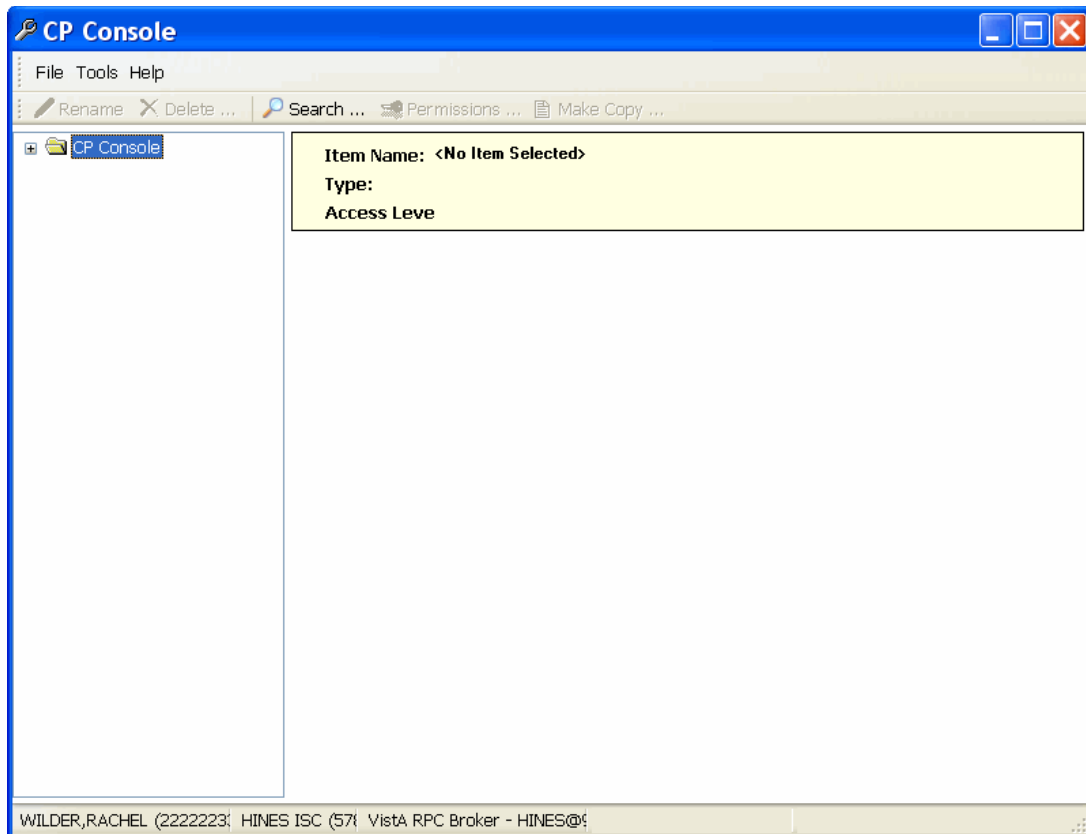 CP Console
File Tools Help
Rename Delete ... Search ... Permissions ... Make Copy ...
CP Console
Item Name: <No Item Selected>
Type:
Access Leve
WILDER,RACHEL (2222223 HINES ISC (57 VistA RPC Broker - HINES@